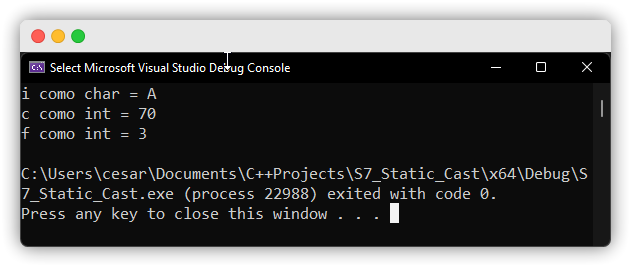 Select Microsoft Visual Studio Debug Console
i como char = A
c como int = 70
f como int = 3
C:\Users\cesar\Documents\C++Projects\S7_Static_Cast\x64\Debug\S
7_Static_Cast.exe (process 22988) exited with code 0.
Press any key to close this window . . .